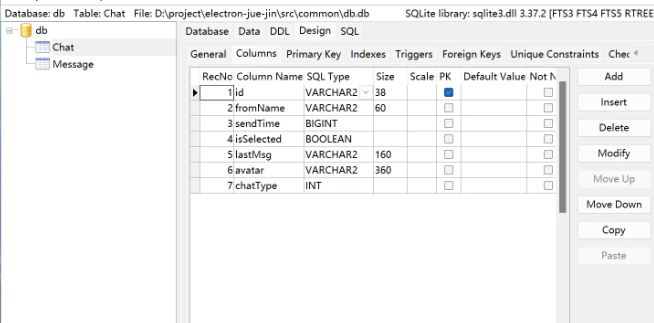 Database: db Table: Chat File: D:\project\electron-jue-jin\src\common\db.db SQLite library: sqlite3.dll 3.37.2 [FTS3 FTS4 FTS5 RTREE
db
Chat
Message
Database Data DDL Design SQL
General Columns Primary Key Indexes Triggers Foreign Keys Unique Constraints Chec
RecNo Column Name SQL Type Size Scale PK Default Value Not N
1 id VARCHAR2 38
2 fromName VARCHAR2 60
3 sendTime BIGINT
4 isSelected BOOLEAN
5 lastMsg VARCHAR2 160
6 avatar VARCHAR2 360
7 chatType INT
Add
Insert
Delete
Modify
Move Up
Move Down
Copy
Paste